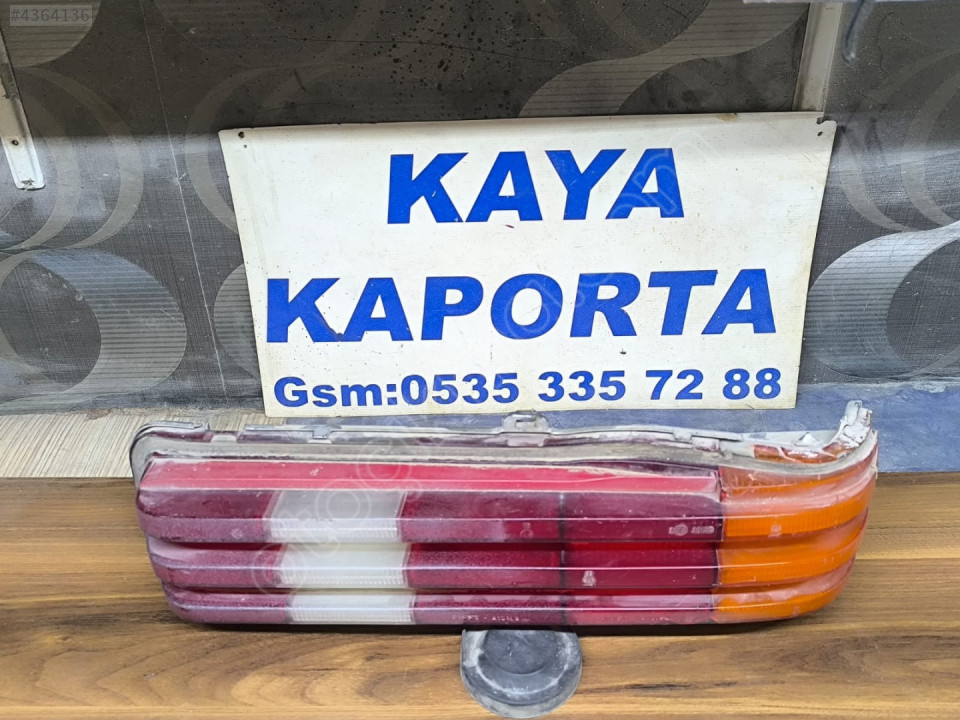 #4364136
KAYA
KAPORTA
Gsm:0535 335 72 88